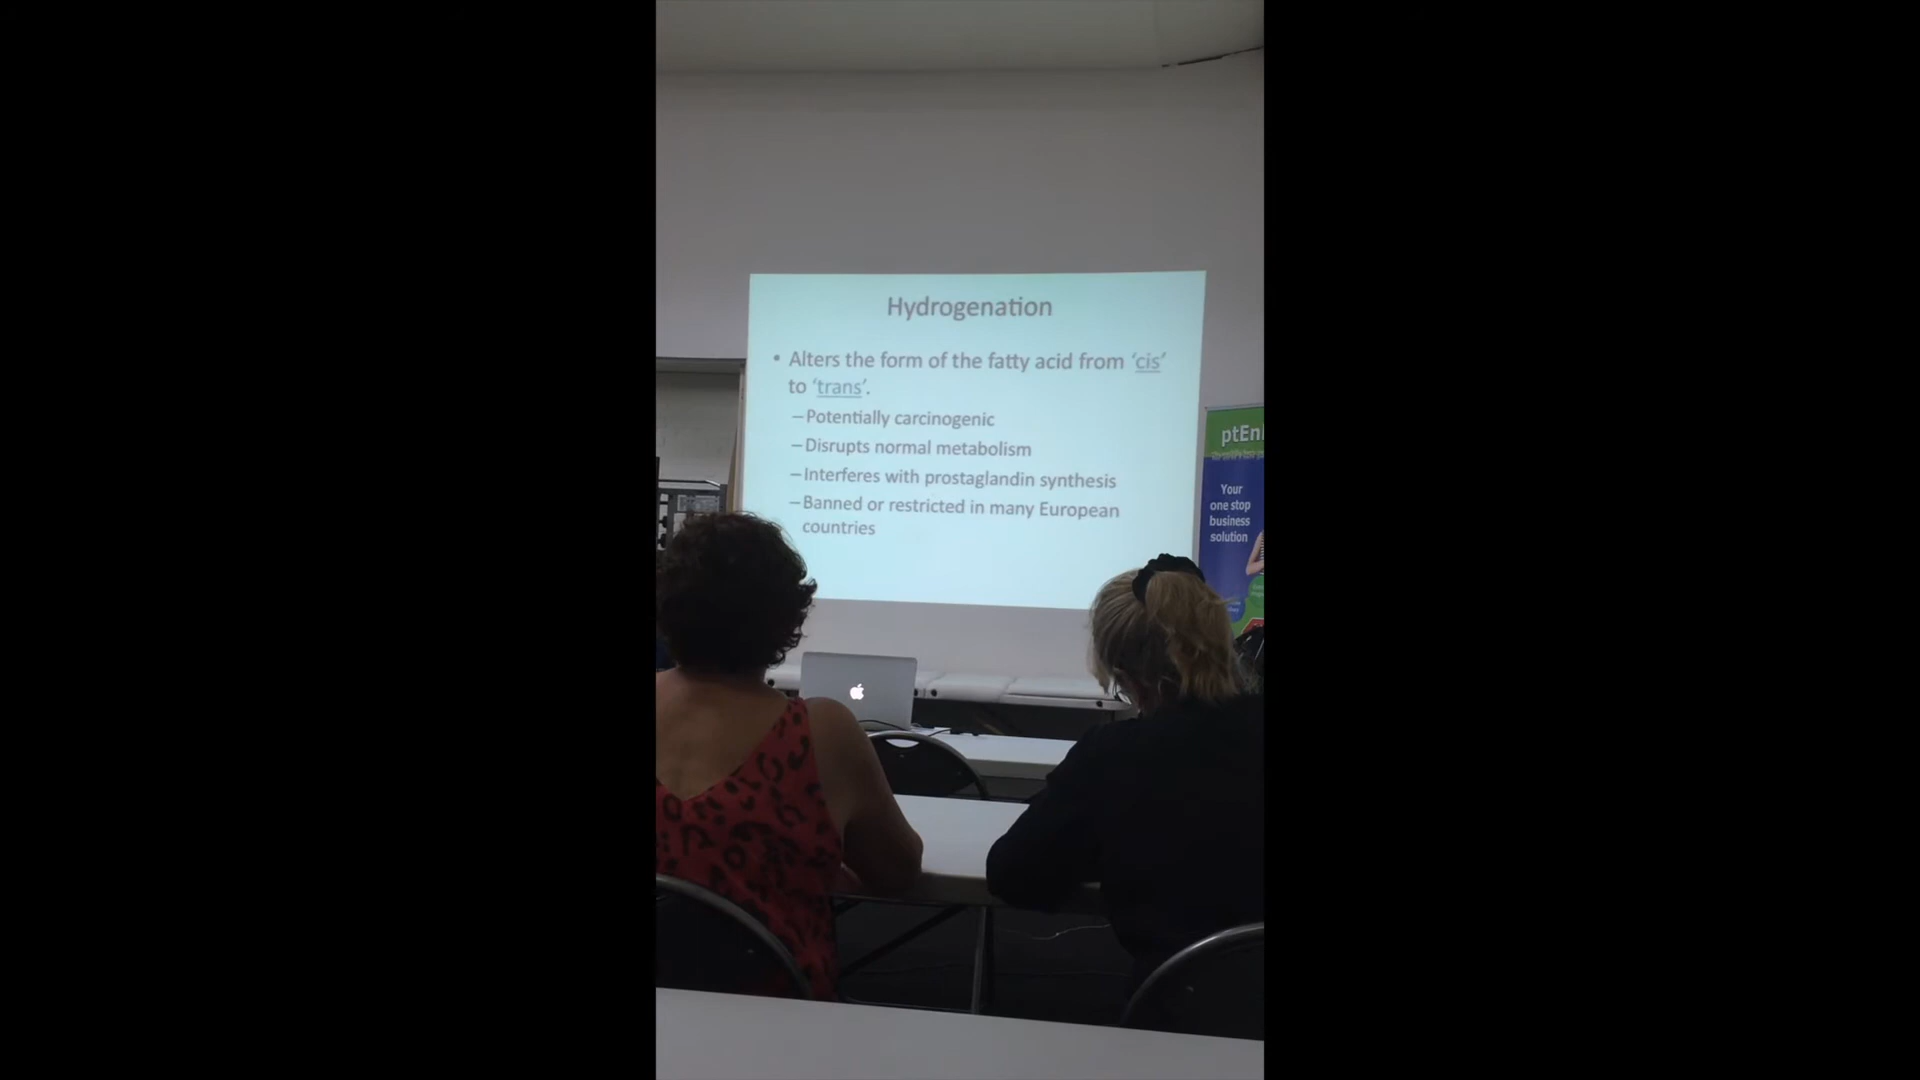 Hydrogenation
• Alters the form of the fatty acid from ‘cis’
to ‘trans’.
–Potentially carcinogenic
–Disrupts normal metabolism
–Interferes with prostaglandin synthesis
–Banned or restricted in many European
countries
ptEn
Your
one stop
business
solution